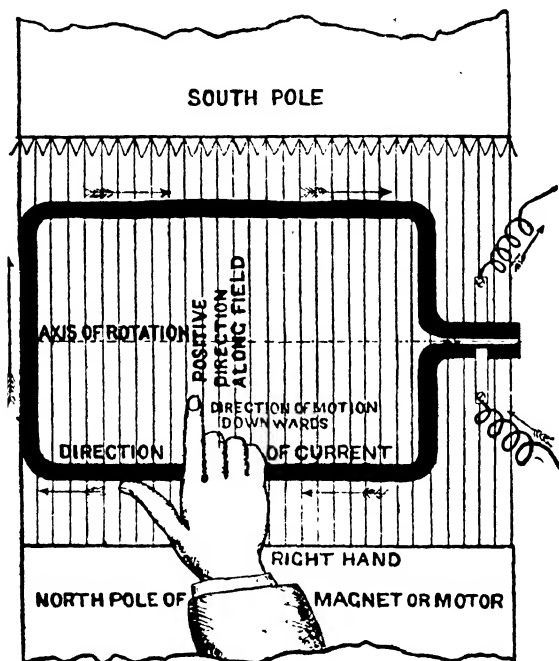 SOUTH POLE
AXIS OF ROTATION
POSITIVE
DIRECTION
ALONG FIELD
DIRECTION OF MOTION
DOWNWARDS
DIRECTION OF CURRENT
RIGHT HAND
NORTH POLE OF MAGNET OR MOTOR